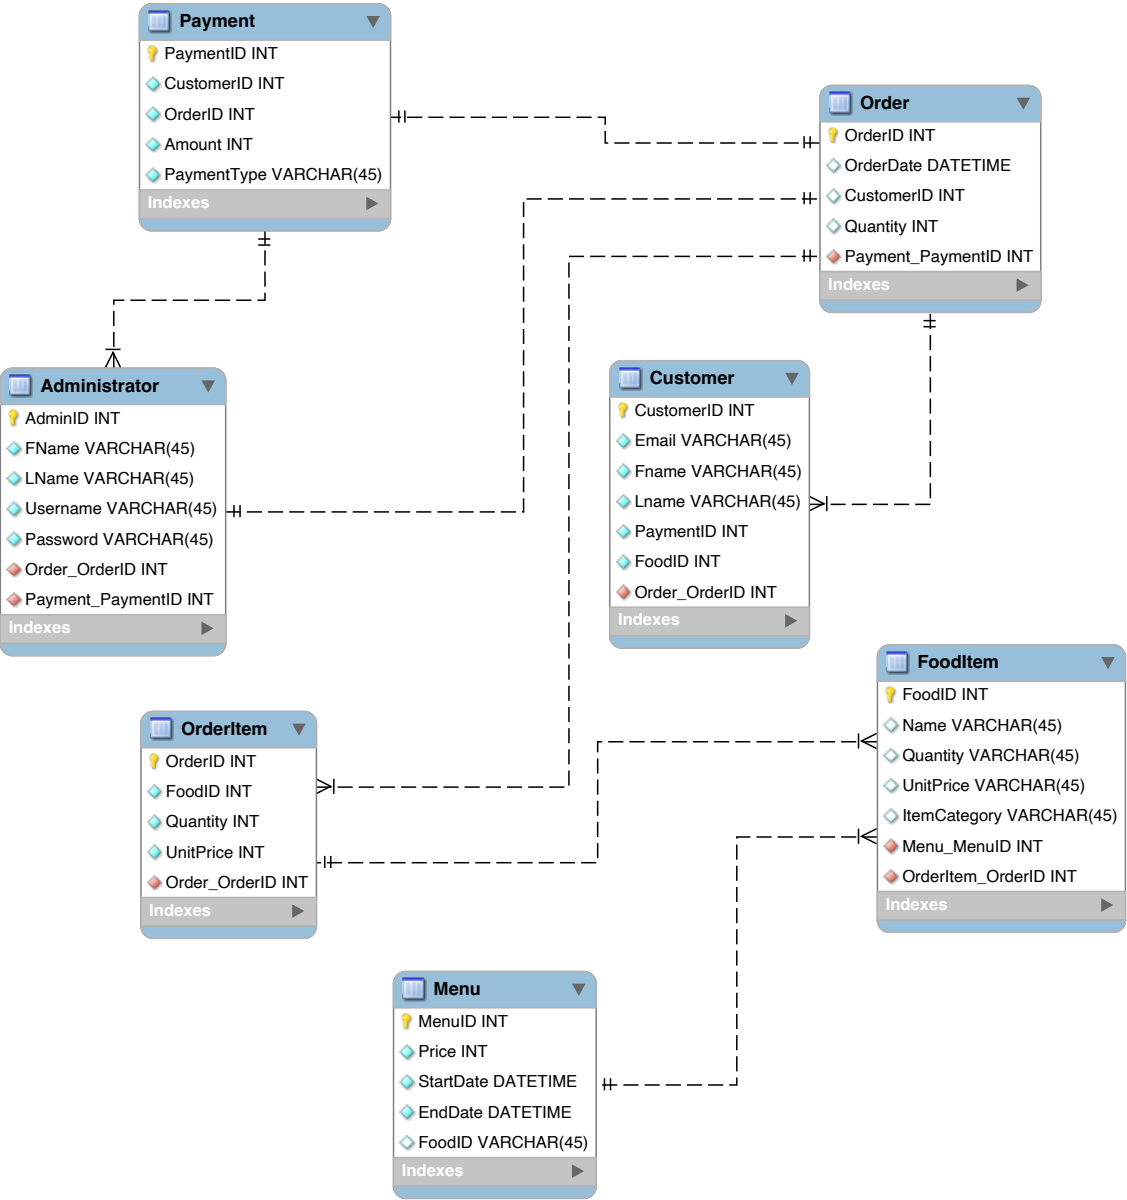 Payment
PaymentID INT
CustomerID INT
OrderID INT
Amount INT
PaymentType VARCHAR(45)
Indexes
Order
OrderID INT
OrderDate DATETIME
CustomerID INT
Quantity INT
Payment_PaymentID INT
Indexes
Administrator
AdminID INT
FName VARCHAR(45)
LName VARCHAR(45)
Username VARCHAR(45)
Password VARCHAR(45)
Order_OrderID INT
Payment_PaymentID INT
Indexes
Customer
CustomerID INT
Email VARCHAR(45)
Fname VARCHAR(45)
Lname VARCHAR(45)
PaymentID INT
FoodID INT
Order_OrderID INT
Indexes
FoodItem
FoodID INT
Name VARCHAR(45)
Quantity VARCHAR(45)
UnitPrice VARCHAR(45)
ItemCategory VARCHAR(45)
Menu_MenuID INT
OrderItem_OrderID INT
Indexes
OrderItem
OrderID INT
FoodID INT
Quantity INT
UnitPrice INT
Order_OrderID INT
Indexes
Menu
MenuID INT
Price INT
StartDate DATETIME
EndDate DATETIME
FoodID VARCHAR(45)
Indexes